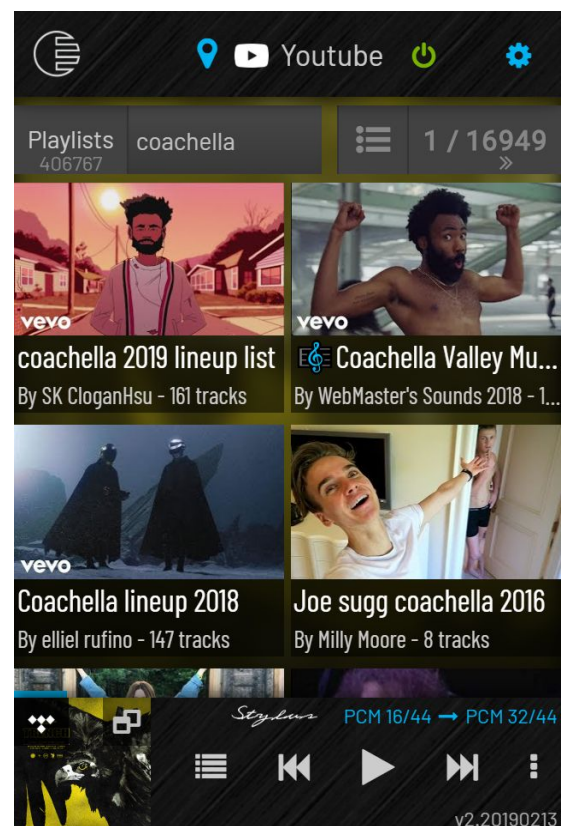 Youtube
Playlists
406767
coachella
1 / 16949
vevo
coachella 2019 lineup list
By SK CloganHsu - 161 tracks
vevo
Coachella Valley Mu...
By WebMaster's Sounds 2018 - 1...
vevo
Coachella lineup 2018
By elliel rufino - 147 tracks
Joe sugg coachella 2016
By Milly Moore - 8 tracks
Stylus
PCM 16/44 → PCM 32/44
v2.20190213